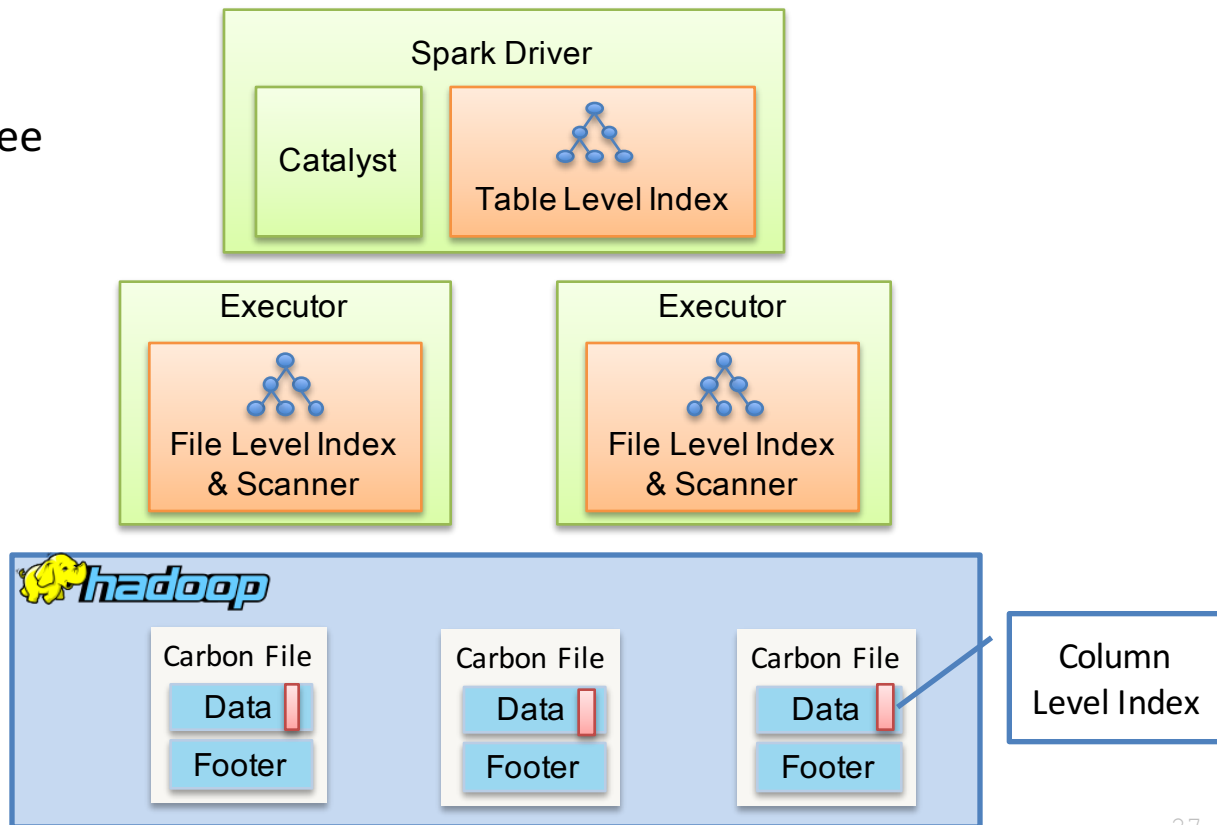 Spark Driver
ee
Catalyst
Table Level Index
Executor
Executor
File Level Index
& Scanner
File Level Index
& Scanner
hadoop
Carbon File
Data
Footer
Carbon File
Data
Footer
Carbon File
Data
Footer
Column
Level Index